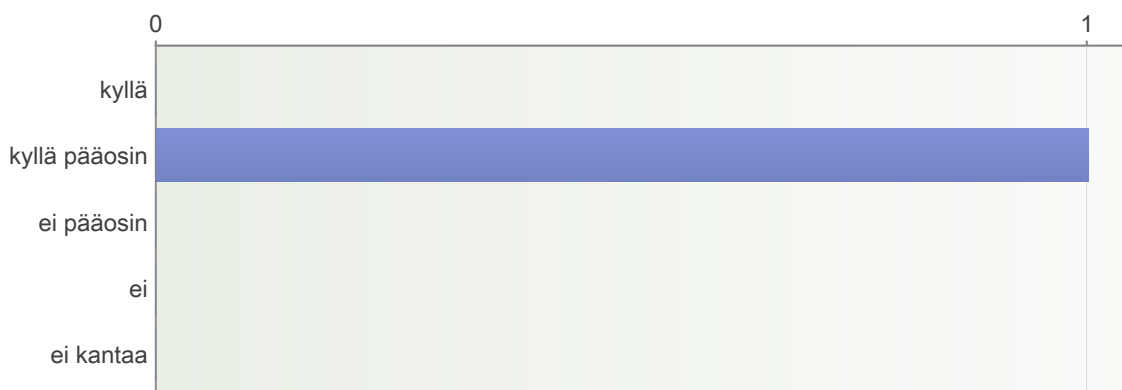 0 1
kyllä
kyllä pääosin
ei pääosin
ei
ei kantaa